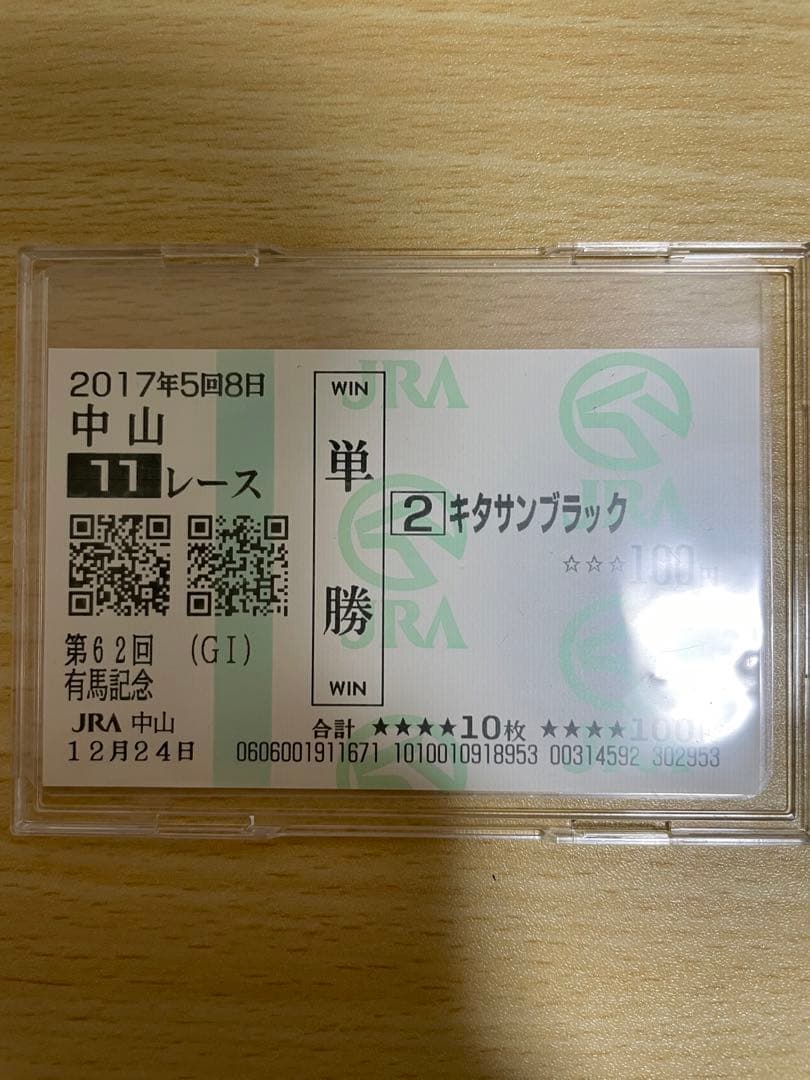 2017年5回8日
中山
11レース
第62回 (GI)
有馬記念
JRA 中山
12月24日
WIN
単勝
WIN
2 キタサンブラック
☆☆☆100円
合計 ★★★★10枚 ★★★★100円
0606001911671 1010010918953 00314592 302953
JRA
JRA
JRA